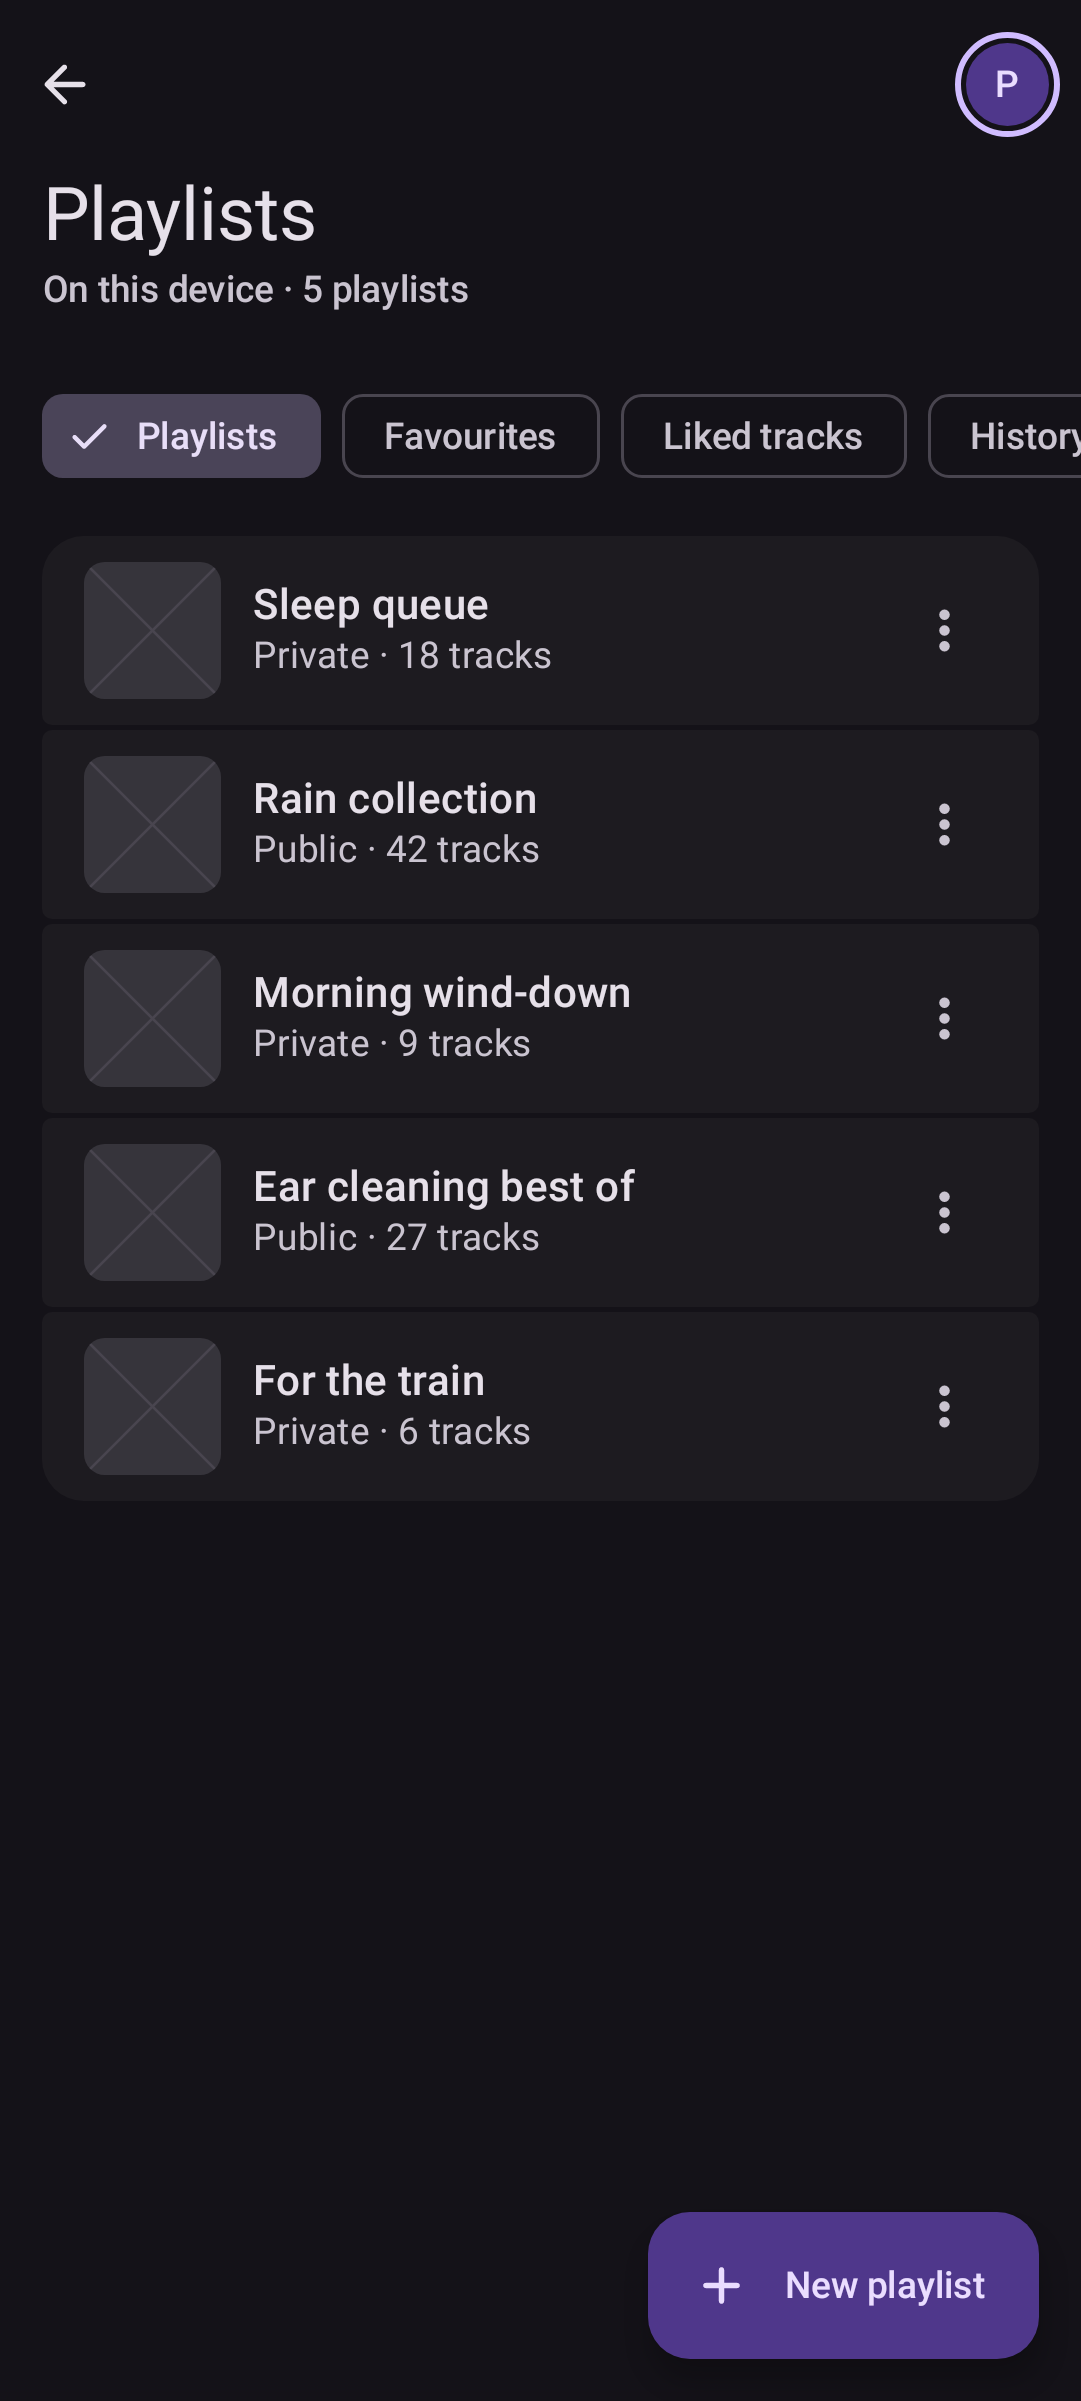 P
Playlists
On this device · 5 playlists
Playlists
Favourites
Liked tracks
History
Sleep queue
Private · 18 tracks
Rain collection
Public · 42 tracks
Morning wind-down
Private · 9 tracks
Ear cleaning best of
Public · 27 tracks
For the train
Private · 6 tracks
New playlist